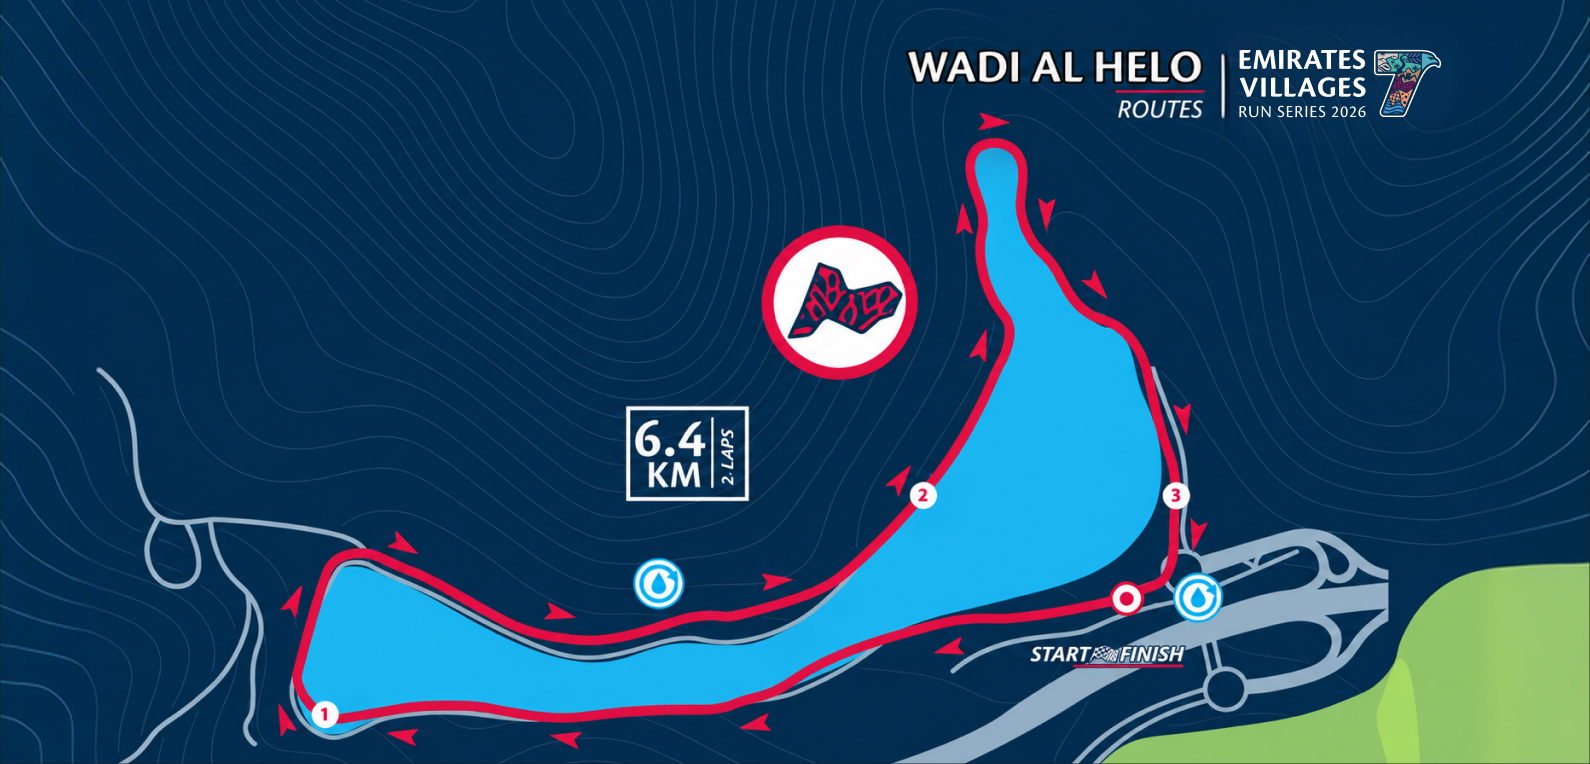 WADI AL HELO
ROUTES
EMIRATES
VILLAGES
RUN SERIES 2026
7
6.4
KM
2 LAPS
2
3
1
START FINISH